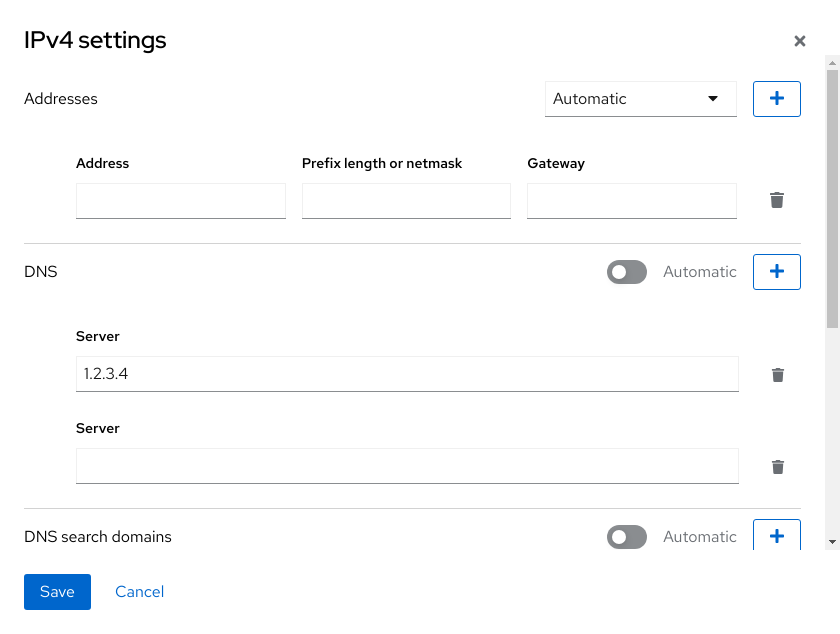 IPv4 settings
Addresses
Automatic
Address Prefix length or netmask Gateway
DNS
Automatic
Server
1.2.3.4
Server
DNS search domains
Automatic
Save Cancel